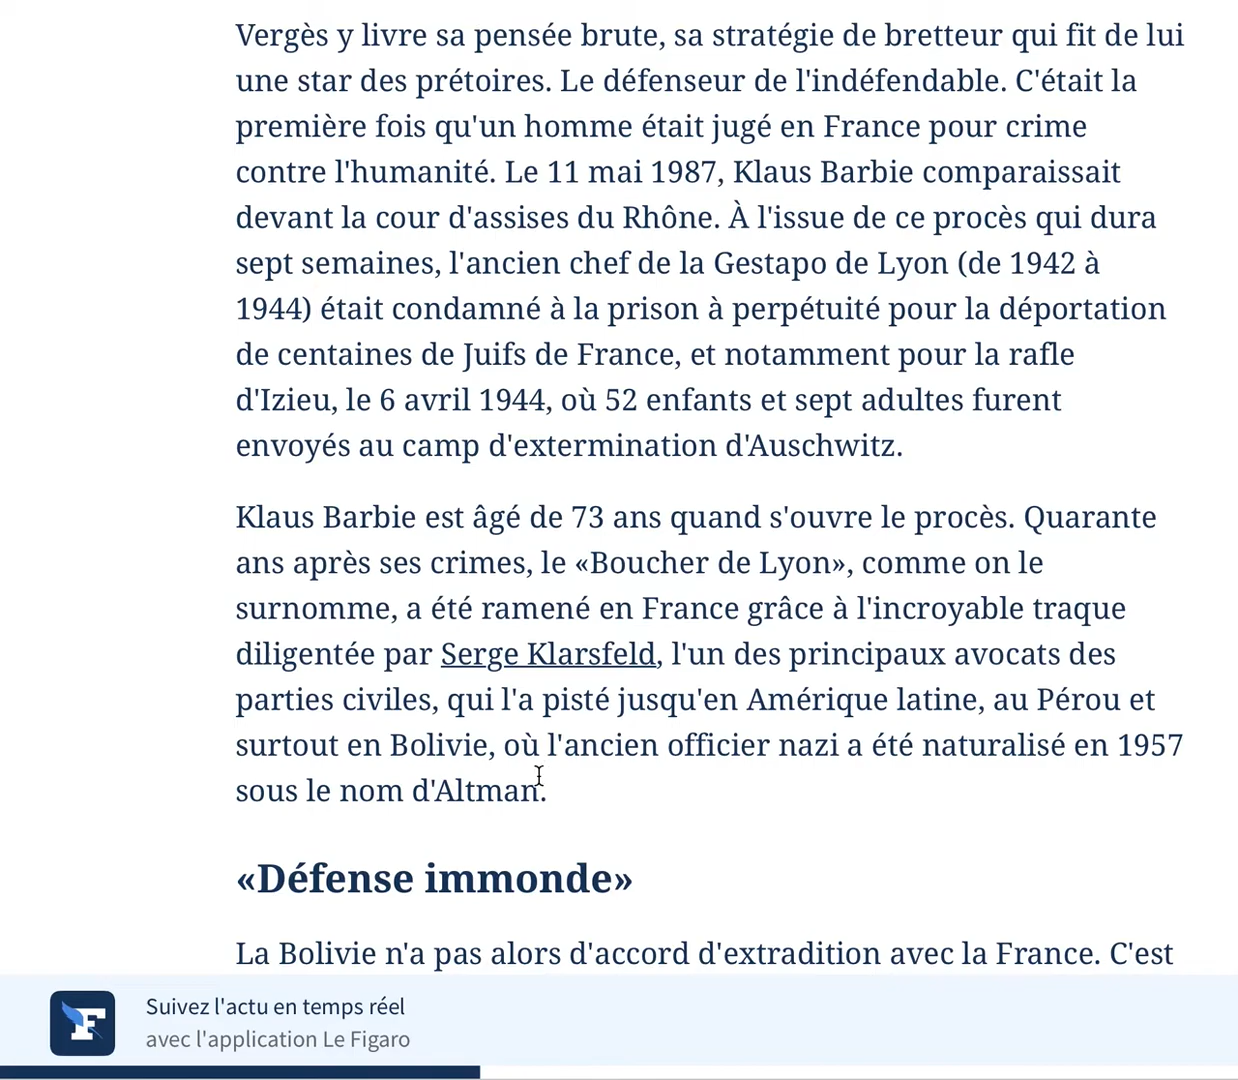 Vergès y livre sa pensée brute, sa stratégie de bretteur qui fit de lui
une star des prétoires. Le défenseur de l'indéfendable. C'était la
première fois qu'un homme était jugé en France pour crime
contre l'humanité. Le 11 mai 1987, Klaus Barbie comparaissait
devant la cour d'assises du Rhône. À l'issue de ce procès qui dura
sept semaines, l'ancien chef de la Gestapo de Lyon (de 1942 à
1944) était condamné à la prison à perpétuité pour la déportation
de centaines de Juifs de France, et notamment pour la rafle
d'Izieu, le 6 avril 1944, où 52 enfants et sept adultes furent
envoyés au camp d'extermination d'Auschwitz.
Klaus Barbie est âgé de 73 ans quand s'ouvre le procès. Quarante
ans après ses crimes, le «Boucher de Lyon», comme on le
surnomme, a été ramené en France grâce à l'incroyable traque
diligentée par Serge Klarsfeld, l'un des principaux avocats des
parties civiles, qui l'a pisté jusqu'en Amérique latine, au Pérou et
surtout en Bolivie, où l'ancien officier nazi a été naturalisé en 1957
sous le nom d'Altman.
«Défense immonde»
La Bolivie n'a pas alors d'accord d'extradition avec la France. C'est
F
Suivez l'actu en temps réel
avec l'application Le Figaro